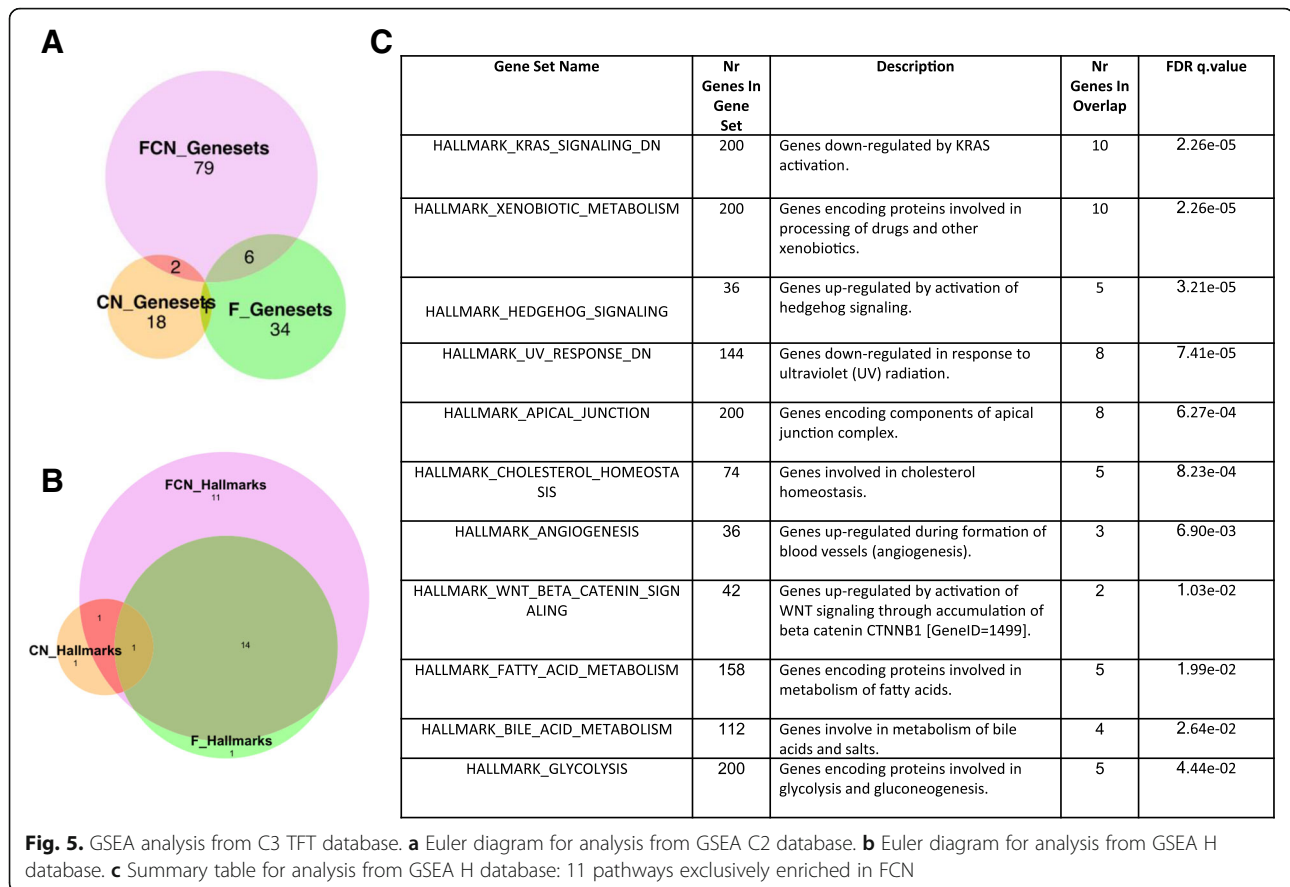 A
FCN_Genesets
79
2
6
CN_Genesets
18
1
F_Genesets
34
B
FCN_Hallmarks
11
1
CN_Hallmarks
1
1
14
F_Hallmarks
1
C
Gene Set Name
Nr
Genes In
Gene
Set
Description
Nr
Genes In
Overlap
FDR q.value
HALLMARK_KRAS_SIGNALING_DN
200
Genes down-regulated by KRAS
activation.
10
2.26e-05
HALLMARK_XENOBIOTIC_METABOLISM
200
Genes encoding proteins involved in
processing of drugs and other
xenobiotics.
10
2.26e-05
HALLMARK_HEDGEHOG_SIGNALING
36
Genes up-regulated by activation of
hedgehog signaling.
5
3.21e-05
HALLMARK_UV_RESPONSE_DN
144
Genes down-regulated in response to
ultraviolet (UV) radiation.
8
7.41e-05
HALLMARK_APICAL_JUNCTION
200
Genes encoding components of apical
junction complex.
8
6.27e-04
HALLMARK_CHOLESTEROL_HOMEOSTA
SIS
74
Genes involved in cholesterol
homeostasis.
5
8.23e-04
HALLMARK_ANGIOGENESIS
36
Genes up-regulated during formation of
blood vessels (angiogenesis).
3
6.90e-03
HALLMARK_WNT_BETA_CATENIN_SIGN
ALING
42
Genes up-regulated by activation of
WNT signaling through accumulation of
beta catenin CTNNB1 [GeneID=1499].
2
1.03e-02
HALLMARK_FATTY_ACID_METABOLISM
158
Genes encoding proteins involved in
metabolism of fatty acids.
5
1.99e-02
HALLMARK_BILE_ACID_METABOLISM
112
Genes involve in metabolism of bile
acids and salts.
4
2.64e-02
HALLMARK_GLYCOLYSIS
200
Genes encoding proteins involved in
glycolysis and gluconeogenesis.
5
4.44e-02
Fig. 5. GSEA analysis from C3 TFT database. a Euler diagram for analysis from GSEA C2 database. b Euler diagram for analysis from GSEA H
database. c Summary table for analysis from GSEA H database: 11 pathways exclusively enriched in FCN